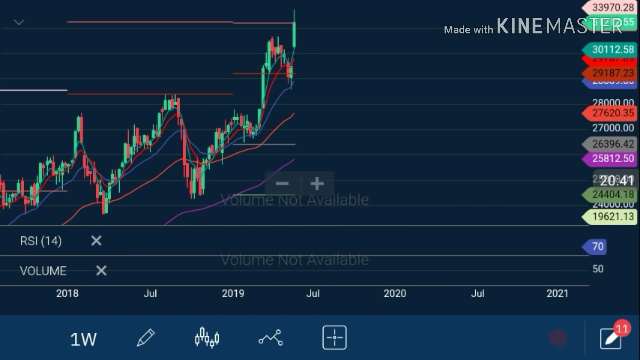 33970.28
Made with KINEMASTER
30112.58
29187.23
28000.00
27620.35
27000.00
26396.42
25812.50
20:41
24404.18
24000.00
19621.13
Volume Not Available
RSI (14)
70
Volume Not Available
VOLUME
50
2018 Jul 2019 Jul 2020 Jul 2021
1W
11